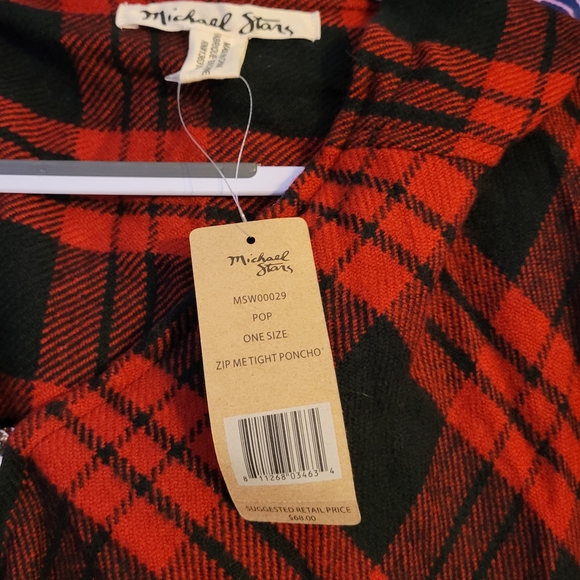 Michael Stars
Michael
Stars
MSW00029
POP
ONE SIZE
ZIP ME TIGHT PONCHO
8 11268 03463 4
SUGGESTED RETAIL PRICE
$68.00